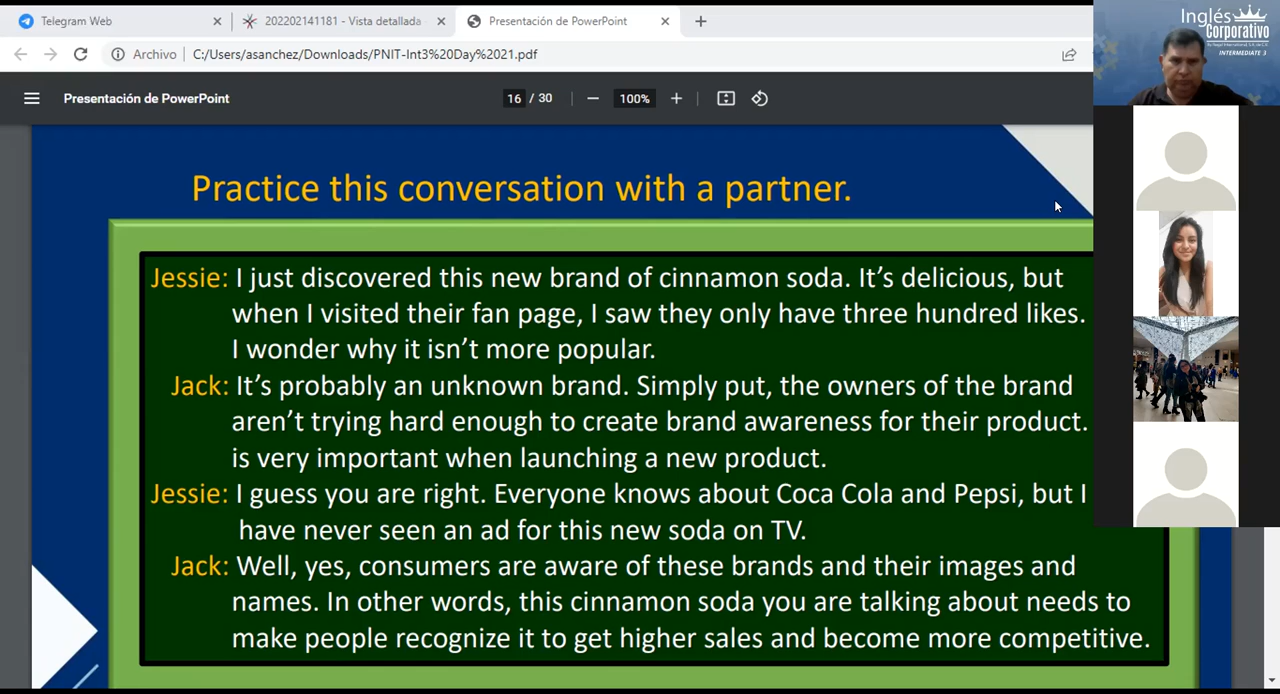 Telegram Web
202202141181 - Vista detallada
Presentación de PowerPoint
Archivo
C:/Users/asanchez/Downloads/PNIT-Int3%20Day%2021.pdf
Presentación de PowerPoint
16 / 30
100%
Inglés
Corporativo
INTERMEDIATE 3
Practice this conversation with a partner.
Jessie: I just discovered this new brand of cinnamon soda. It’s delicious, but
when I visited their fan page, I saw they only have three hundred likes.
I wonder why it isn’t more popular.
Jack: It’s probably an unknown brand. Simply put, the owners of the brand
aren’t trying hard enough to create brand awareness for their product.
is very important when launching a new product.
Jessie: I guess you are right. Everyone knows about Coca Cola and Pepsi, but I
have never seen an ad for this new soda on TV.
Jack: Well, yes, consumers are aware of these brands and their images and
names. In other words, this cinnamon soda you are talking about needs to
make people recognize it to get higher sales and become more competitive.